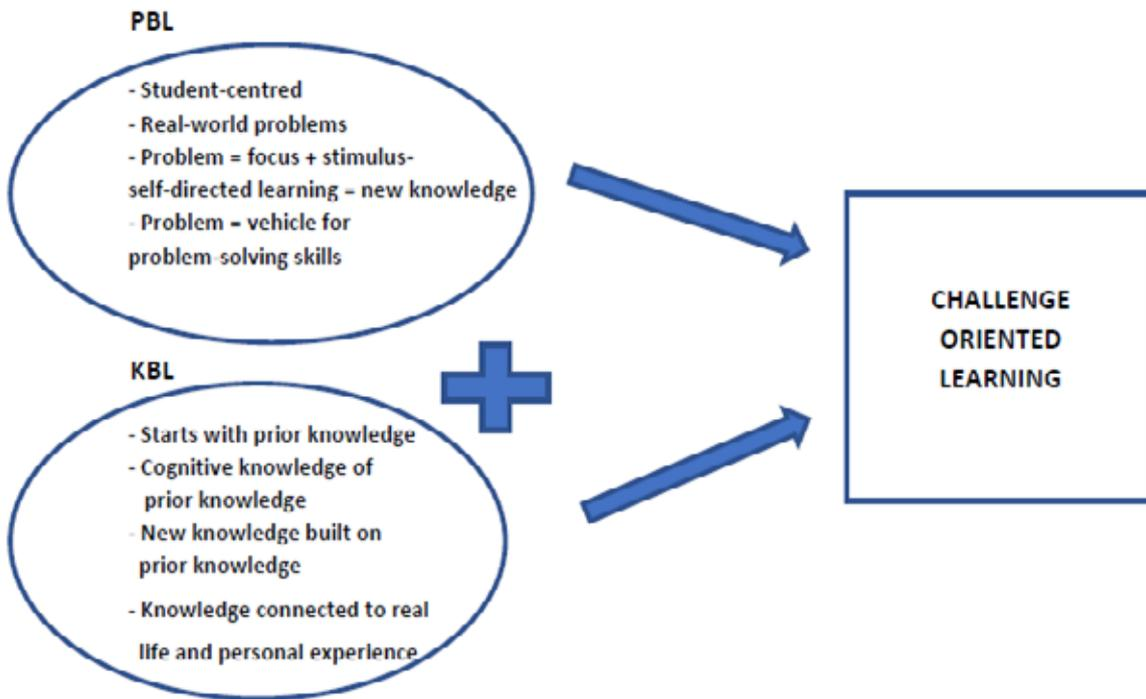 PBL
- Student-centred
- Real-world problems
- Problem = focus + stimulus-
self-directed learning = new knowledge
- Problem = vehicle for
problem-solving skills
KBL
- Starts with prior knowledge
- Cognitive knowledge of
prior knowledge
- New knowledge built on
prior knowledge
- Knowledge connected to real
life and personal experience
CHALLENGE
ORIENTED
LEARNING